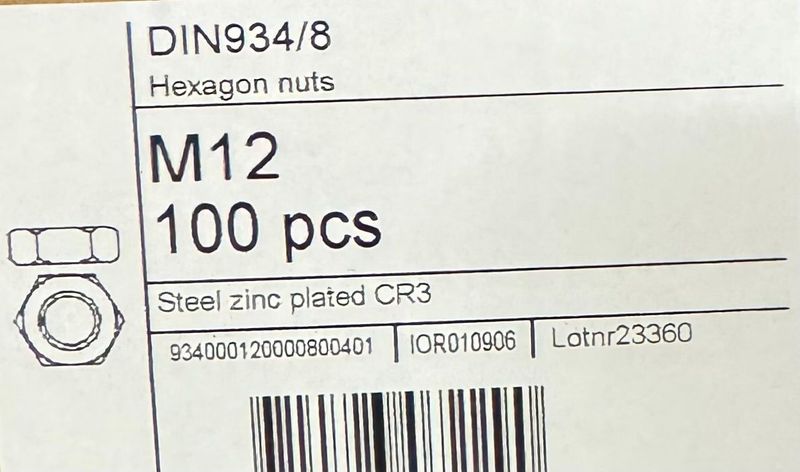 DIN934/8
Hexagon nuts
M12
100 pcs
Steel zinc plated CR3
934000120000800401 IOR010906 Lotnr23360